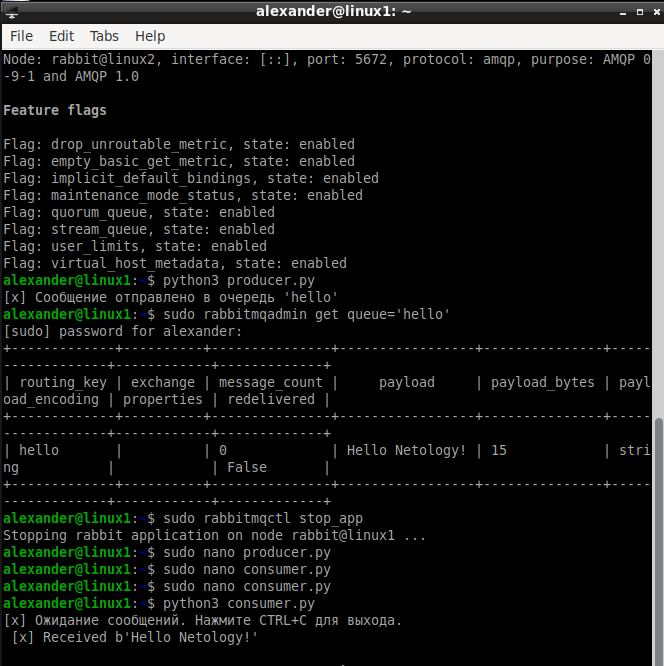 alexander@linux1: ~
File Edit Tabs Help
Node: rabbit@linux2, interface: [::], port: 5672, protocol: amqp, purpose: AMQP 0
-9-1 and AMQP 1.0
Feature flags
Flag: drop_unroutable_metric, state: enabled
Flag: empty_basic_get_metric, state: enabled
Flag: implicit_default_bindings, state: enabled
Flag: maintenance_mode_status, state: enabled
Flag: quorum_queue, state: enabled
Flag: stream_queue, state: enabled
Flag: user_limits, state: enabled
Flag: virtual_host_metadata, state: enabled
alexander@linux1:~$ python3 producer.py
[x] Сообщение отправлено в очередь 'hello'
alexander@linux1:~$ sudo rabbitmqadmin get queue='hello'
[sudo] password for alexander:
+-------------+----------+---------------+-----------------+---------------+-----
-------------+------------+-------------+
| routing_key | exchange | message_count |     payload     | payload_bytes | payl
oad_encoding | properties | redelivered |
+-------------+----------+---------------+-----------------+---------------+-----
-------------+------------+-------------+
| hello       |          | 0             | Hello Netology! | 15            | stri
ng           |            | False       |
+-------------+----------+---------------+-----------------+---------------+-----
-------------+------------+-------------+
alexander@linux1:~$ sudo rabbitmqctl stop_app
Stopping rabbit application on node rabbit@linux1 ...
alexander@linux1:~$ sudo nano producer.py
alexander@linux1:~$ sudo nano consumer.py
alexander@linux1:~$ sudo nano consumer.py
alexander@linux1:~$ python3 consumer.py
[x] Ожидание сообщений. Нажмите CTRL+C для выхода.
 [x] Received b'Hello Netology!'